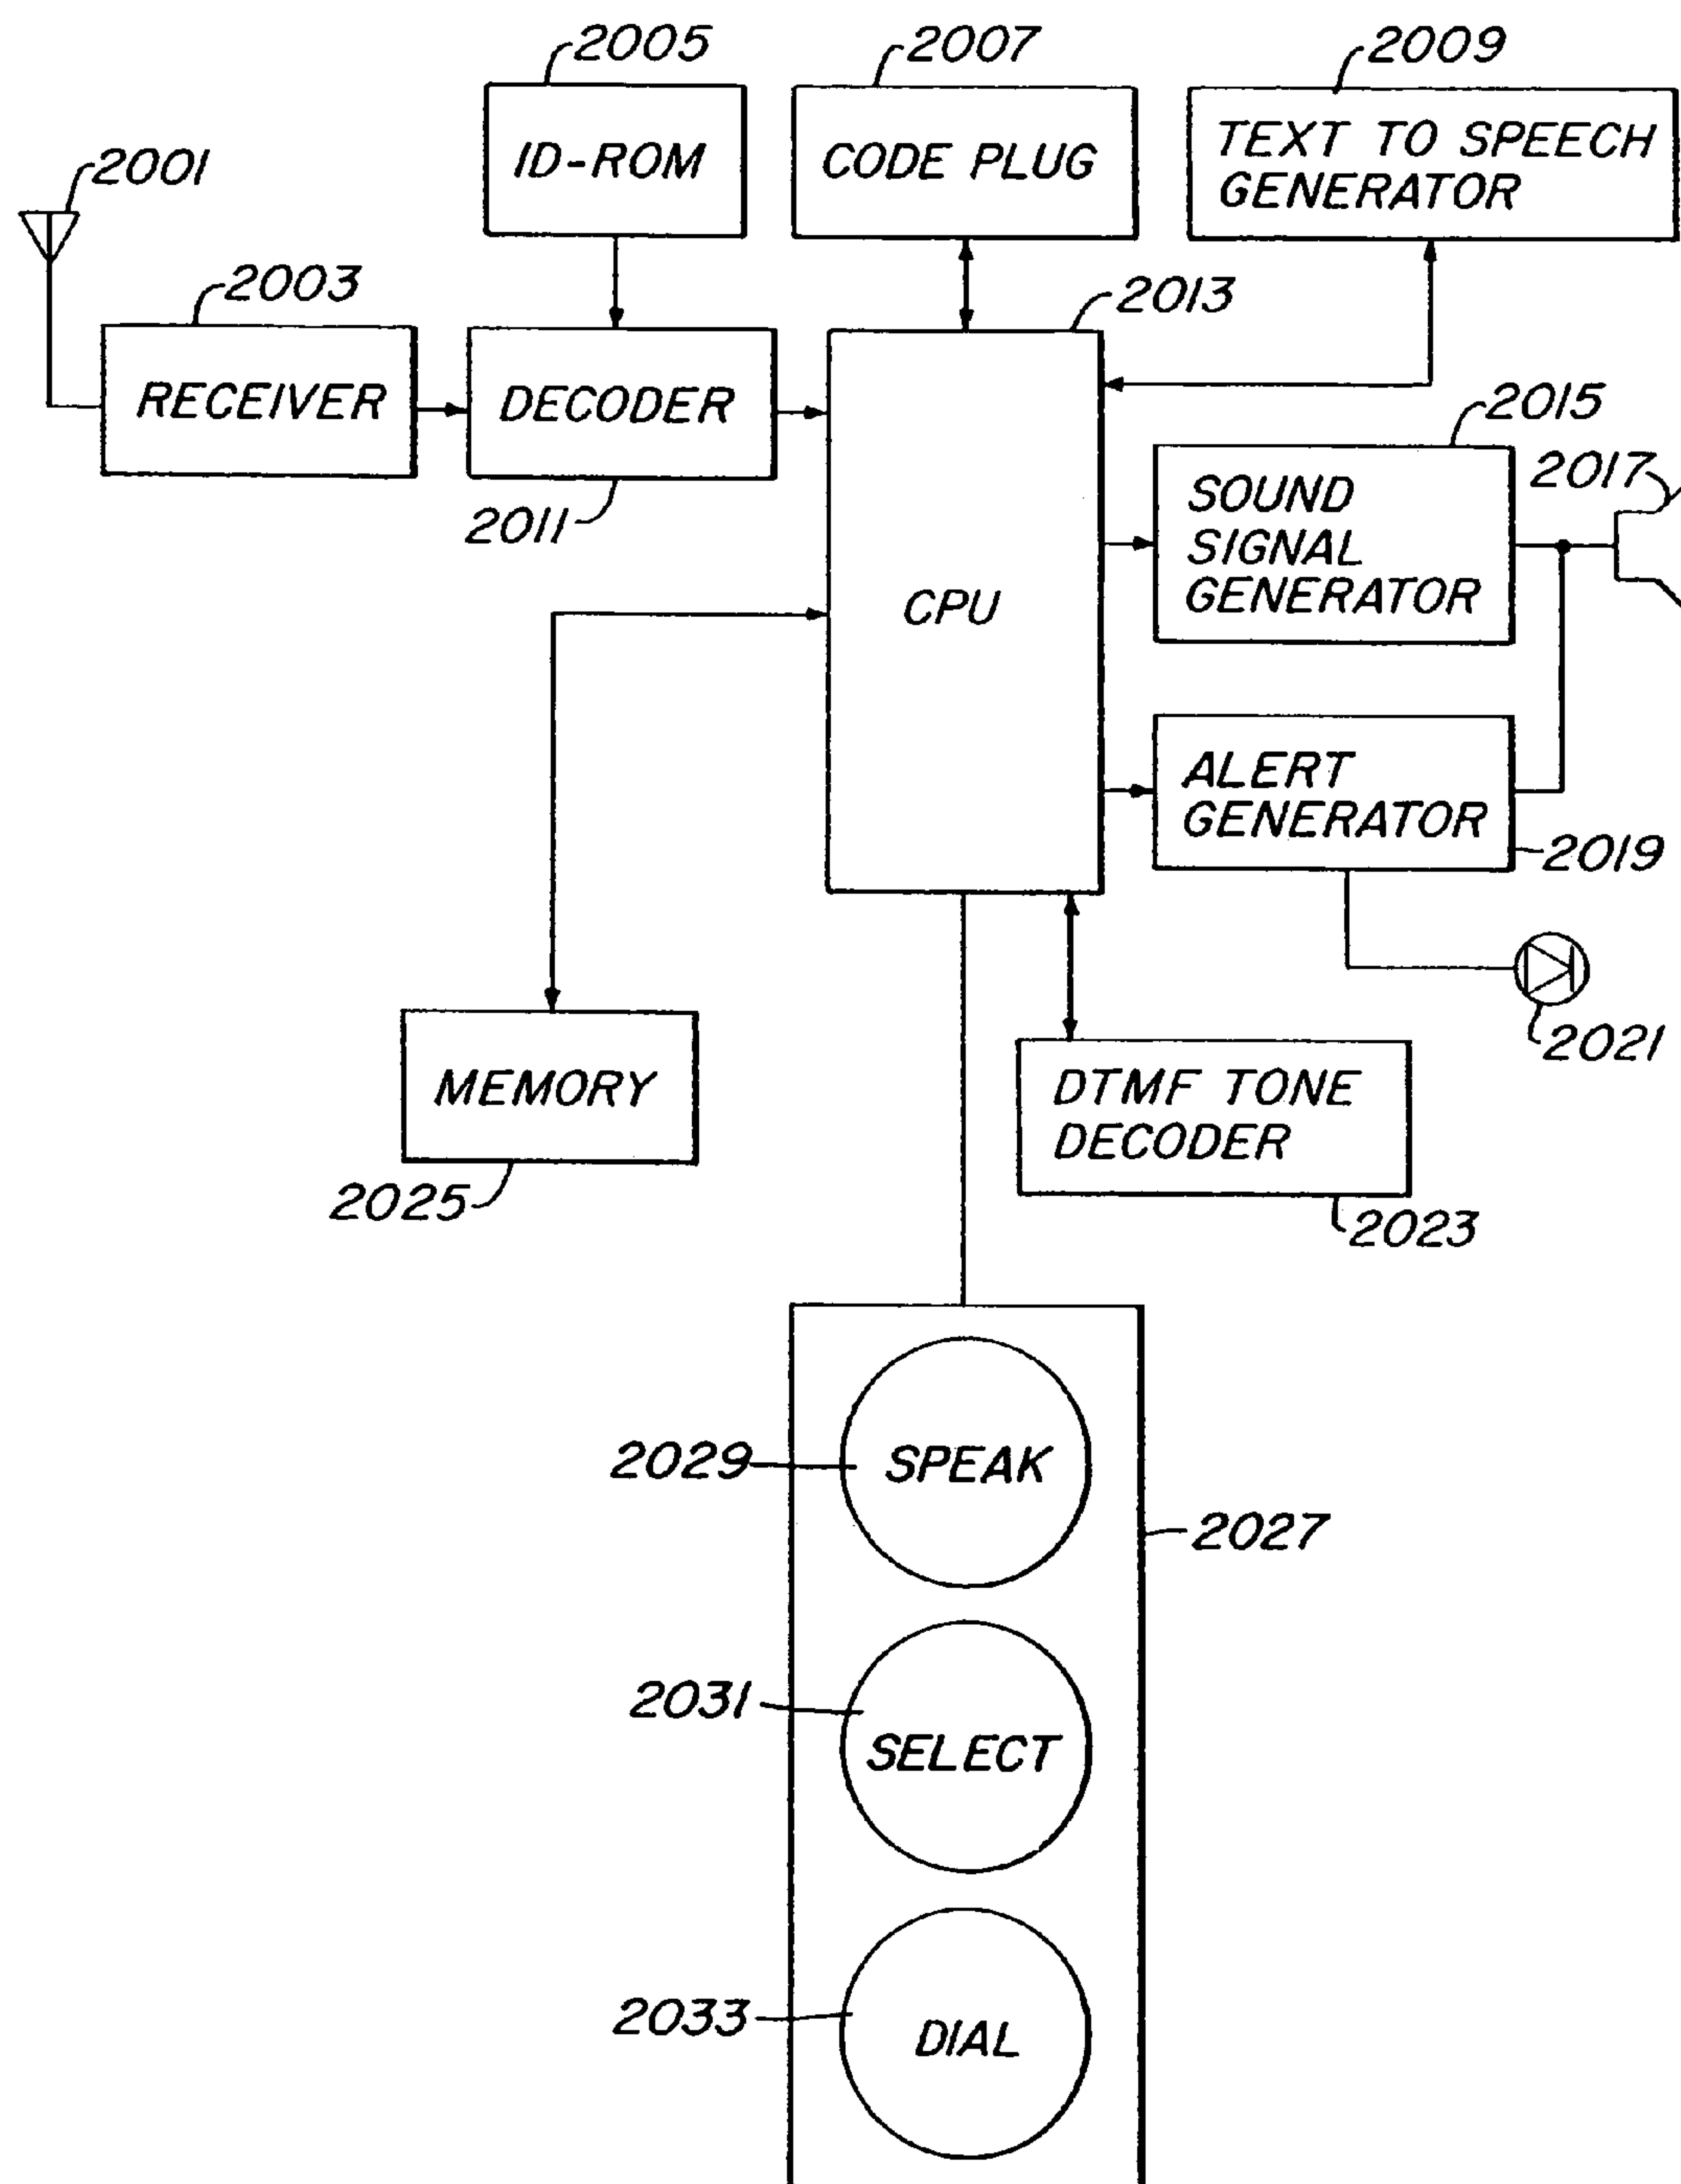 2005
2007
2009
2001
ID-ROM
CODE PLUG
TEXT TO SPEECH
GENERATOR
2003
2013
RECEIVER
DECODER
2011
2015
SOUND
SIGNAL
GENERATOR
2017
CPU
ALERT
GENERATOR
2019
2021
MEMORY
2025
DTMF TONE
DECODER
2023
SPEAK
2029
2027
2031
SELECT
2033
DIAL